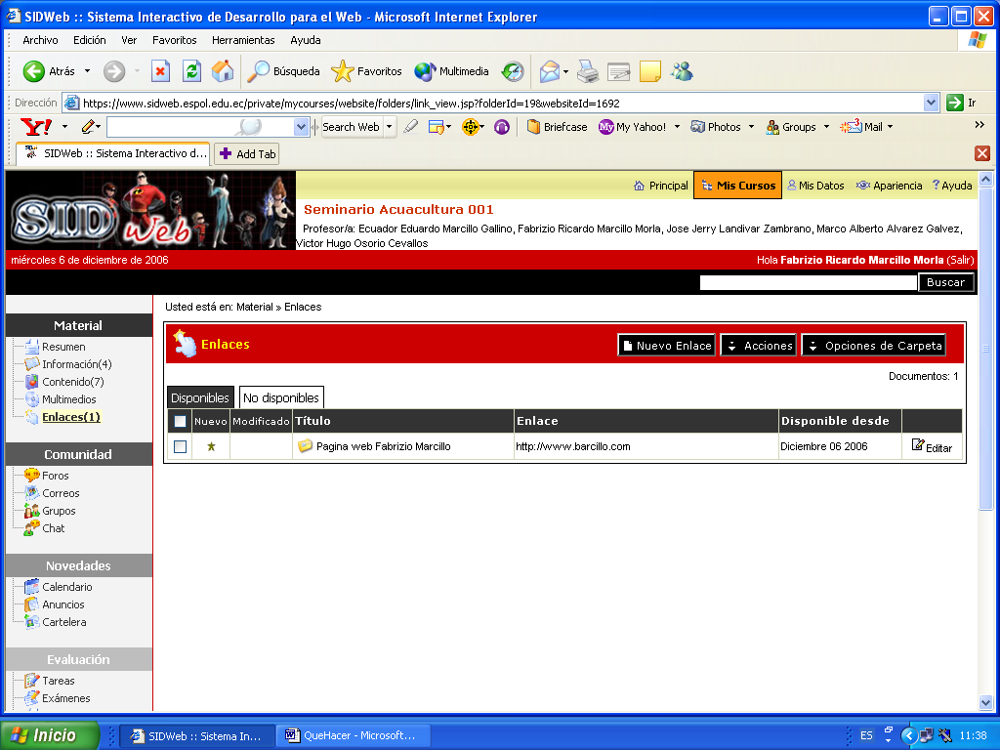 SIDWeb :: Sistema Interactivo de Desarrollo para el Web - Microsoft Internet Explorer
Archivo Edición Ver Favoritos Herramientas Ayuda
Atrás Búsqueda Favoritos Multimedia
Dirección https://www.sidweb.espol.edu.ec/private/mycourses/website/folders/link_view.jsp?folderId=19&websiteId=1692 Ir
Y! Search Web Briefcase My Yahoo! Photos Groups 3 Mail »
SIDWeb :: Sistema Interactivo d... Add Tab
SID Web
Principal Mis Cursos Mis Datos Apariencia ? Ayuda
Seminario Acuacultura 001
Profesor/a: Ecuador Eduardo Marcillo Gallino, Fabrizio Ricardo Marcillo Morla, Jose Jerry Landivar Zambrano, Marco Alberto Alvarez Galvez,
Victor Hugo Osorio Cevallos
miércoles 6 de diciembre de 2006 Hola Fabrizio Ricardo Marcillo Morla (Salir)
Buscar
Usted está en: Material » Enlaces
Material
Resumen
Información(4)
Contenido(7)
Multimedios
Enlaces(1)
Comunidad
Foros
Correos
Grupos
Chat
Novedades
Calendario
Anuncios
Cartelera
Evaluación
Tareas
Exámenes
Enlaces Nuevo Enlace Acciones Opciones de Carpeta
Documentos: 1
Disponibles No disponibles
Nuevo Modificado Título Enlace Disponible desde
Pagina web Fabrizio Marcillo http://www.barcillo.com Diciembre 06 2006 Editar
Inicio SIDWeb :: Sistema In... QueHacer - Microsoft... ES 11:38